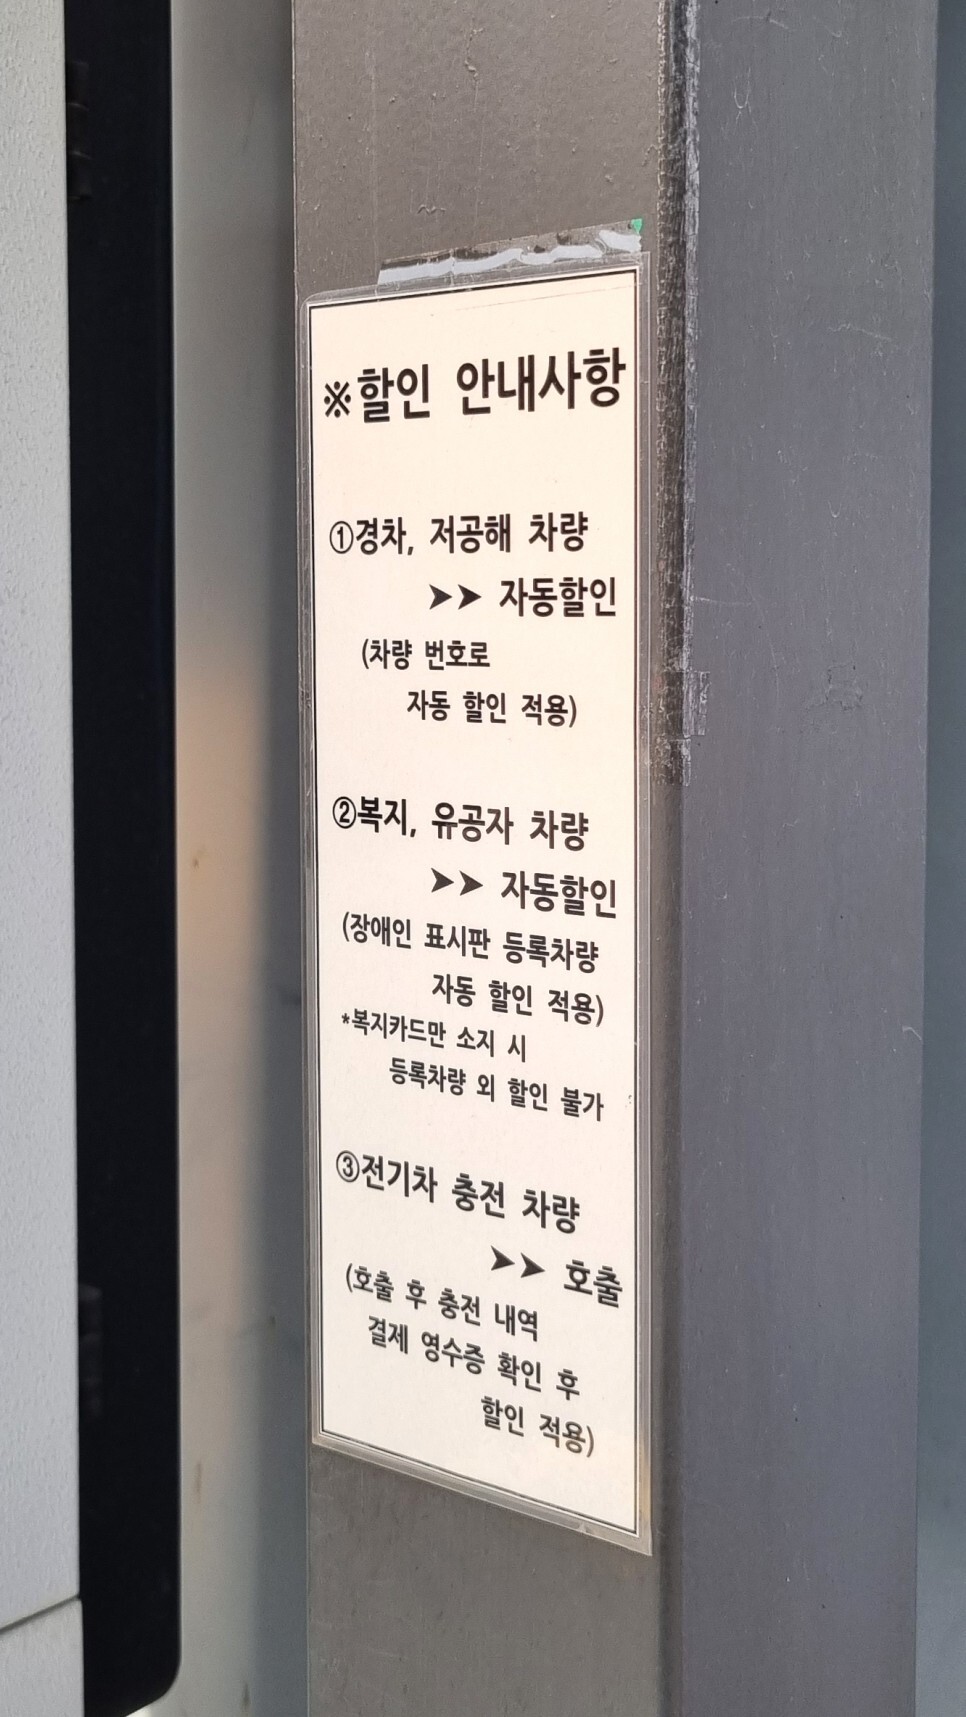 ※할인 안내사항
①경차, 저공해 차량
➤➤ 자동할인
(차량 번호로
자동 할인 적용)
②복지, 유공자 차량
➤➤ 자동할인
(장애인 표시판 등록차량
자동 할인 적용)
*복지카드만 소지 시
등록차량 외 할인 불가
③전기차 충전 차량
➤➤ 호출
(호출 후 충전 내역
결제 영수증 확인 후
할인 적용)